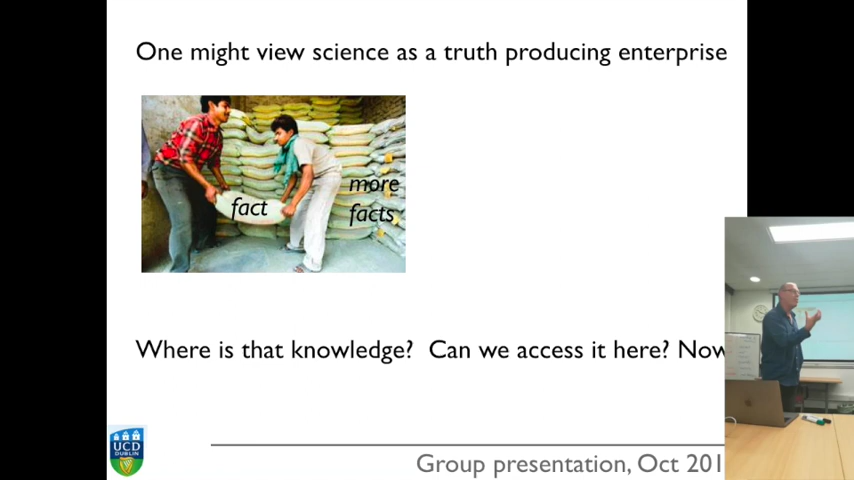 One might view science as a truth producing enterprise
fact
more
facts
Where is that knowledge? Can we access it here? Now
UCD
DUBLIN
Group presentation, Oct 201